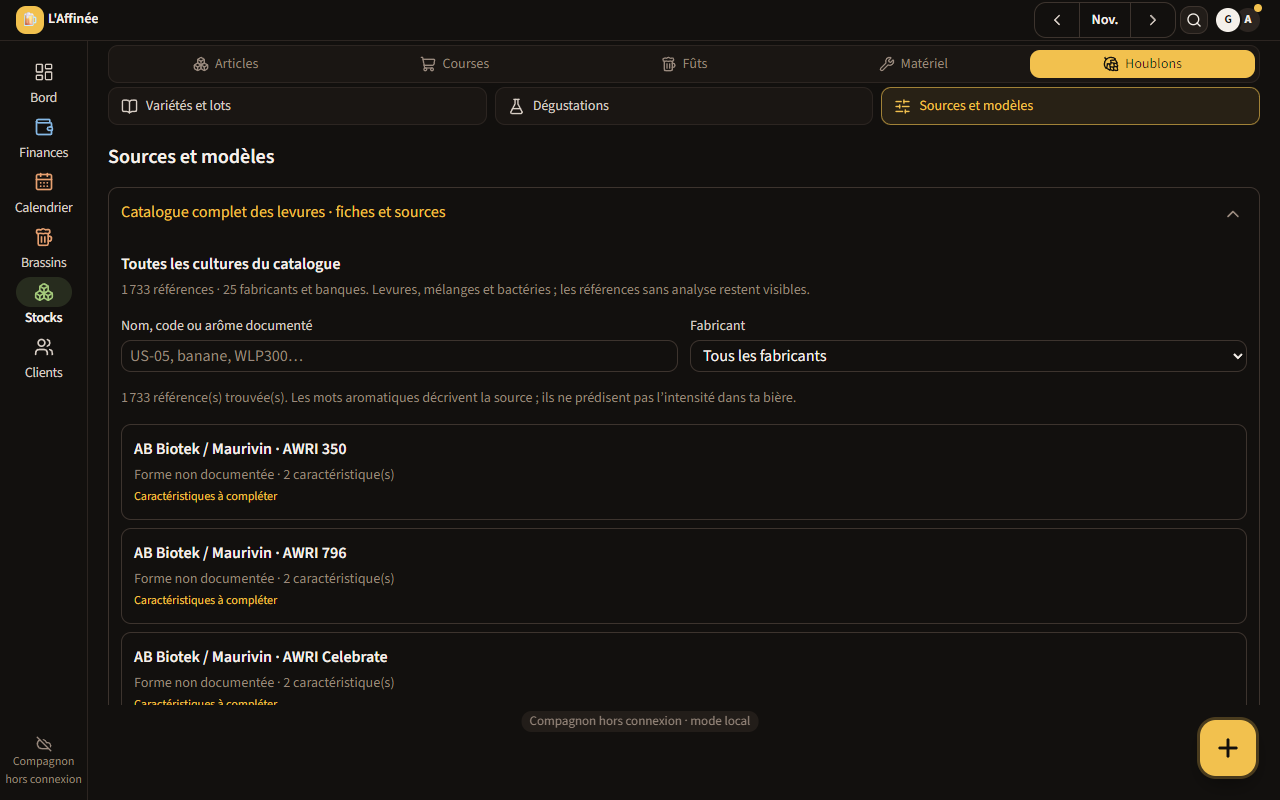 L'Affinée
Nov.
G
A
Bord
Finances
Calendrier
Brassins
Stocks
Clients
Compagnon
hors connexion
Articles
Courses
Fûts
Matériel
Houblons
Variétés et lots
Dégustations
Sources et modèles
Sources et modèles
Catalogue complet des levures · fiches et sources
Toutes les cultures du catalogue
1733 références · 25 fabricants et banques. Levures, mélanges et bactéries ; les références sans analyse restent visibles.
Nom, code ou arôme documenté
Fabricant
US-05, banane, WLP300…
Tous les fabricants
1733 référence(s) trouvée(s). Les mots aromatiques décrivent la source ; ils ne prédisent pas l'intensité dans ta bière.
AB Biotek / Maurivin · AWRI 350
Forme non documentée · 2 caractéristique(s)
Caractéristiques à compléter
AB Biotek / Maurivin · AWRI 796
Forme non documentée · 2 caractéristique(s)
Caractéristiques à compléter
AB Biotek / Maurivin · AWRI Celebrate
Forme non documentée · 2 caractéristique(s)
Caractéristiques à compléter
Compagnon hors connexion · mode local